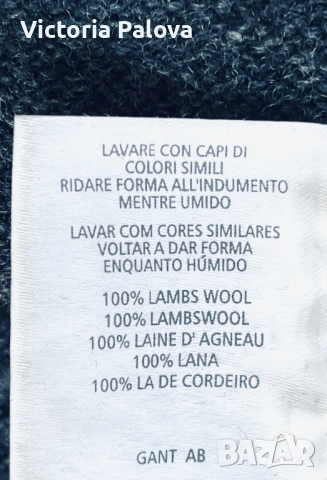 Victoria Palova
LAVARE CON CAPI DI
COLORI SIMILI
RIDARE FORMA ALL'INDUMENTO
MENTRE UMIDO
LAVAR COM CORES SIMILARES
VOLTAR A DAR FORMA
ENQUANTO HÚMIDO
100% LAMBS WOOL
100% LAMBSWOOL
100% LAINE D'AGNEAU
100% LANA
100% LA DE CORDEIRO
GANT AB
BAZAR